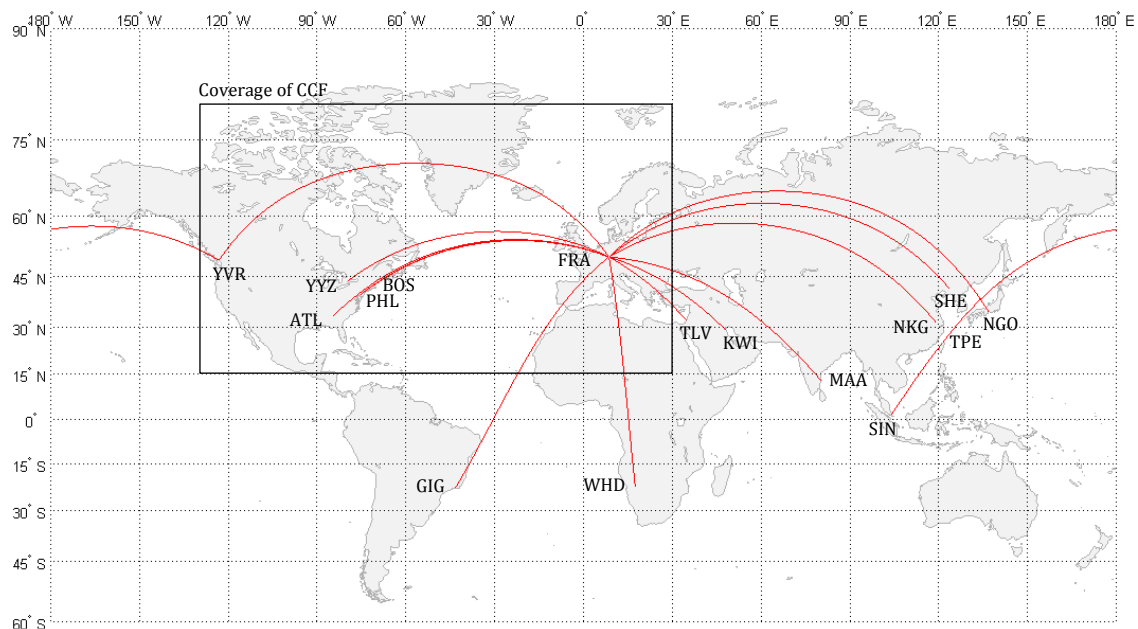 180° W 150° W 120° W 90° W 60° W 30° W 0° 30° E 60° E 90° E 120° E 150° E 180° E
90° N
Coverage of CCF
75° N
60° N
FRA
YVR
45° N
YYZ
BOS
PHL
SHE
ATL
NKG
NGO
30° N
TLV
KWI
TPE
15° N
MAA
0°
SIN
15° S
GIG
WHD
30° S
45° S
60° S